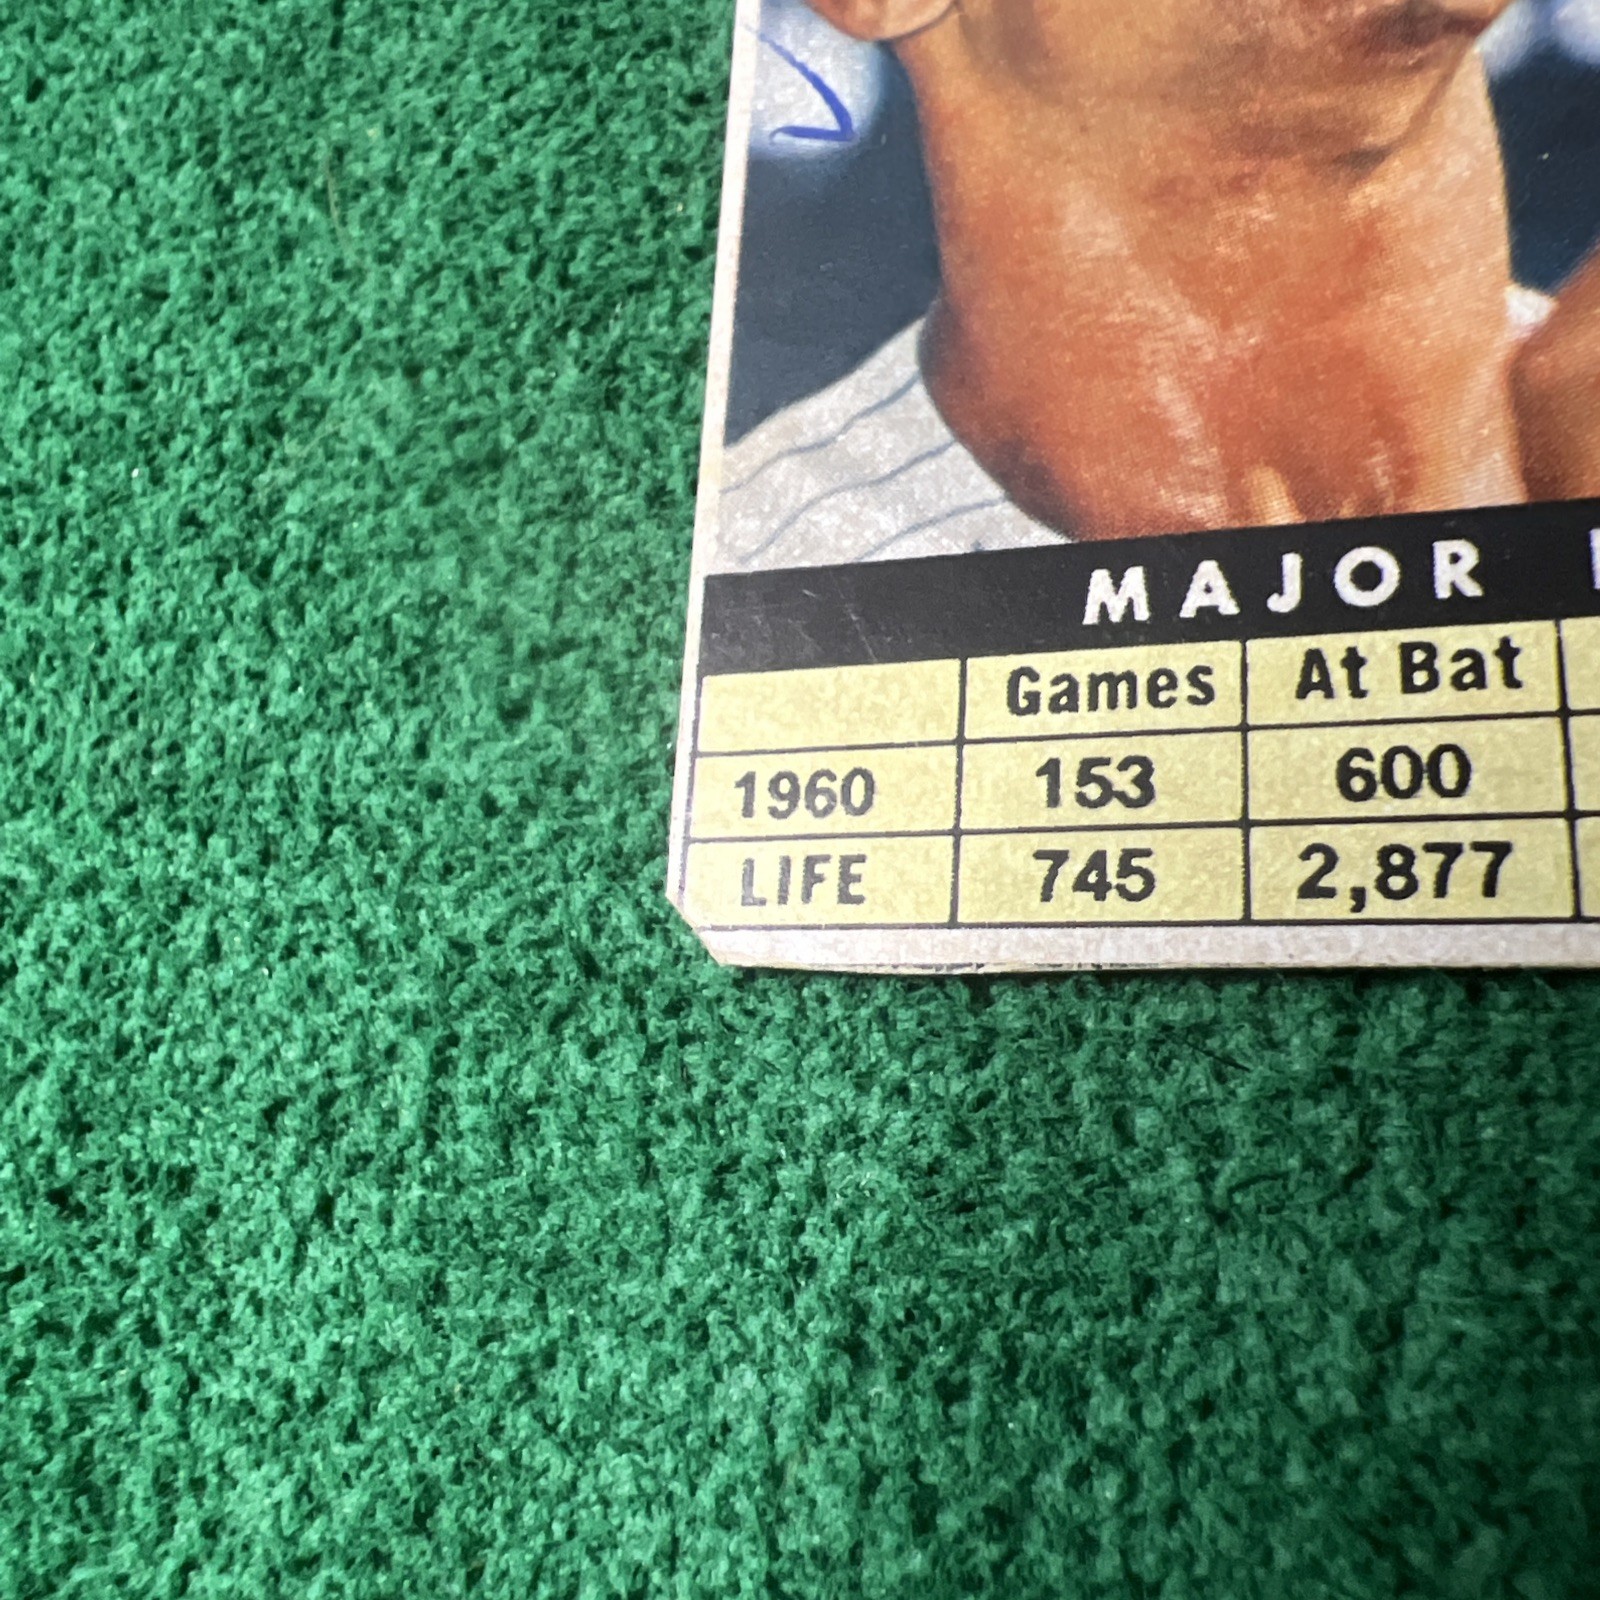 MAJOR
Games At Bat
1960 153 600
LIFE 745 2,877